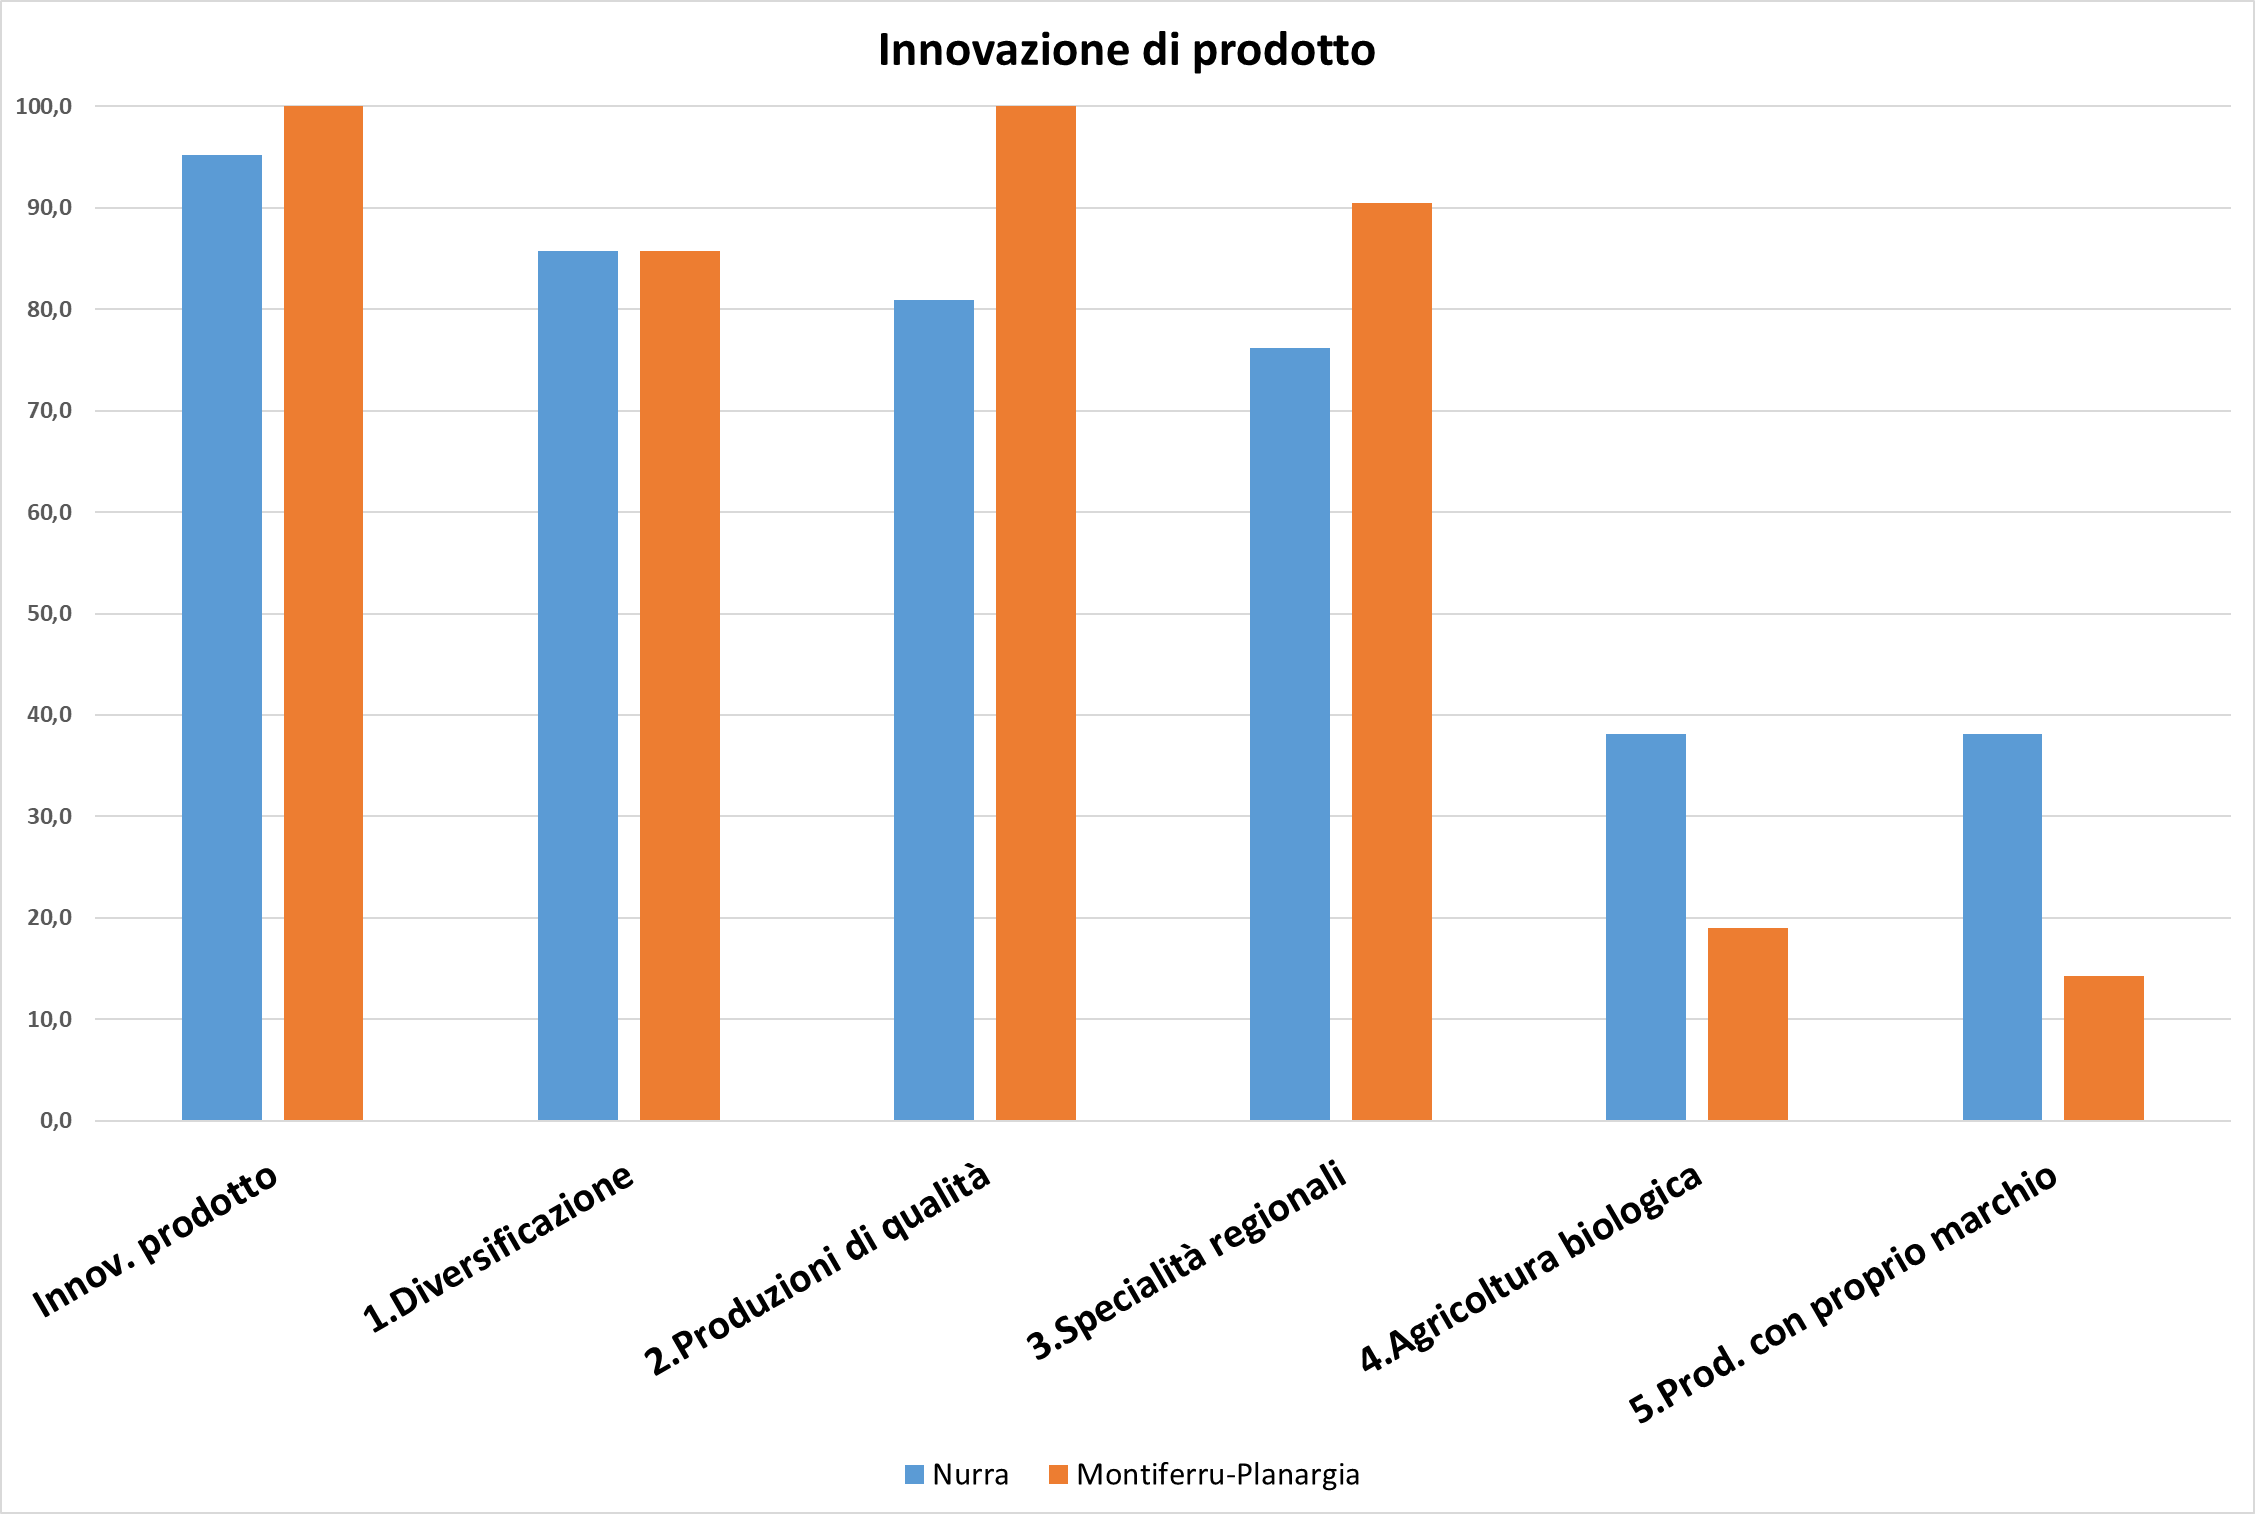 Innovazione di prodotto
100,0
90,0
80,0
70,0
60,0
50,0
40,0
30,0
20,0
10,0
0,0
Innov. prodotto
1.Diversificazione
2.Produzioni di qualità
3.Specialità regionali
4.Agricoltura biologica
5.Prod. con proprio marchio
Nurra
Montiferru-Planargia